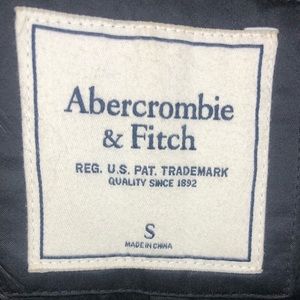 Abercrombie
& Fitch
REG. U.S. PAT. TRADEMARK
QUALITY SINCE 1892
S
MADE IN CHINA